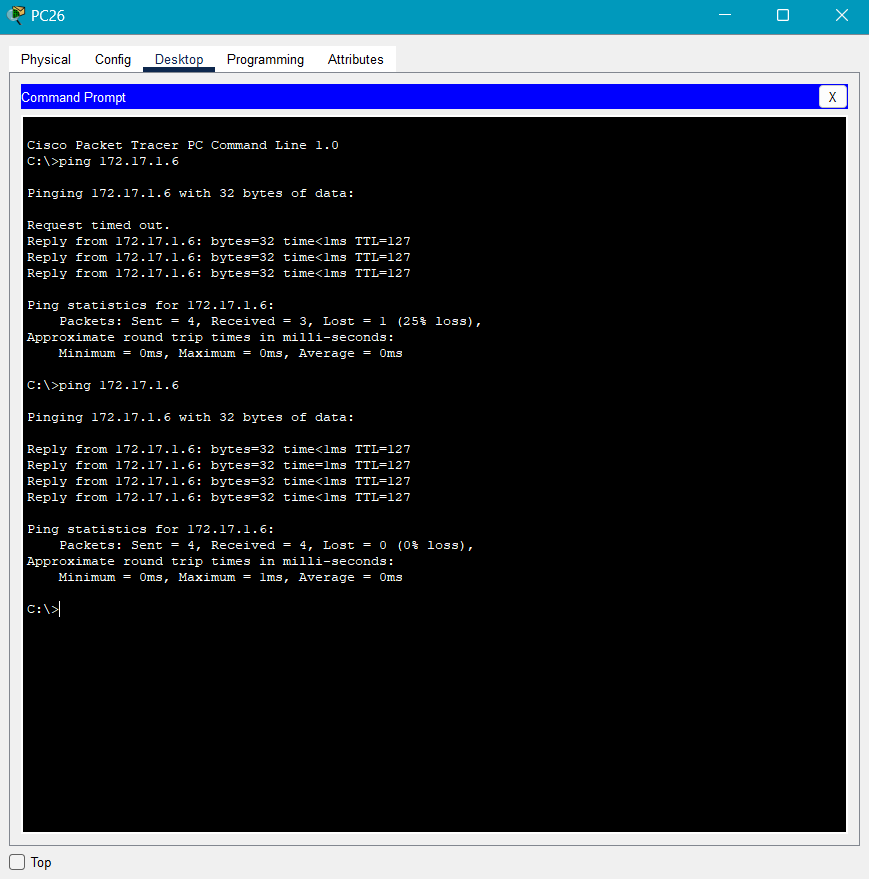 PC26
Physical Config Desktop Programming Attributes
Command Prompt X
Cisco Packet Tracer PC Command Line 1.0
C:\>ping 172.17.1.6
Pinging 172.17.1.6 with 32 bytes of data:
Request timed out.
Reply from 172.17.1.6: bytes=32 time<1ms TTL=127
Reply from 172.17.1.6: bytes=32 time<1ms TTL=127
Reply from 172.17.1.6: bytes=32 time<1ms TTL=127
Ping statistics for 172.17.1.6:
    Packets: Sent = 4, Received = 3, Lost = 1 (25% loss),
Approximate round trip times in milli-seconds:
    Minimum = 0ms, Maximum = 0ms, Average = 0ms
C:\>ping 172.17.1.6
Pinging 172.17.1.6 with 32 bytes of data:
Reply from 172.17.1.6: bytes=32 time<1ms TTL=127
Reply from 172.17.1.6: bytes=32 time=1ms TTL=127
Reply from 172.17.1.6: bytes=32 time<1ms TTL=127
Reply from 172.17.1.6: bytes=32 time<1ms TTL=127
Ping statistics for 172.17.1.6:
    Packets: Sent = 4, Received = 4, Lost = 0 (0% loss),
Approximate round trip times in milli-seconds:
    Minimum = 0ms, Maximum = 1ms, Average = 0ms
C:\>
Top